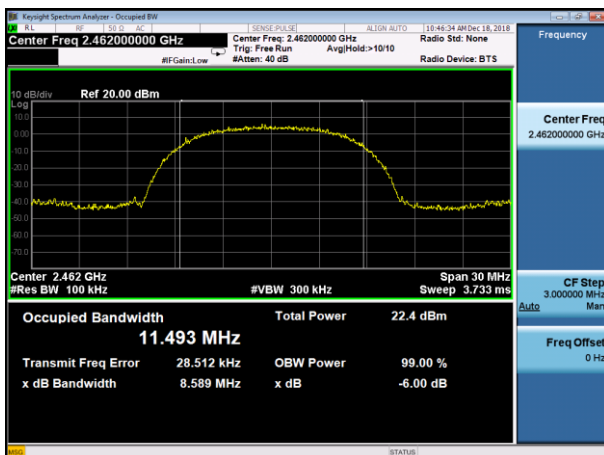 Keysight Spectrum Analyzer - Occupied BW
RL RF 50 Ω AC SENSE:PULSE ALIGN AUTO 10:46:34 AM Dec 18, 2018
Center Freq 2.462000000 GHz Center Freq: 2.462000000 GHz Radio Std: None
Trig: Free Run Avg|Hold:>10/10
#IFGain:Low #Atten: 40 dB Radio Device: BTS
Frequency
10 dB/div Ref 20.00 dBm
Log
10.0
0.00
-10.0
-20.0
-30.0
-40.0
-50.0
-60.0
-70.0
Center 2.462 GHz Span 30 MHz
#Res BW 100 kHz #VBW 300 kHz Sweep 3.733 ms
Occupied Bandwidth Total Power 22.4 dBm
11.493 MHz
Transmit Freq Error 28.512 kHz OBW Power 99.00 %
x dB Bandwidth 8.589 MHz x dB -6.00 dB
Center Freq
2.462000000 GHz
CF Step
3.000000 MHz
Auto Man
Freq Offset
0 Hz
MSG STATUS